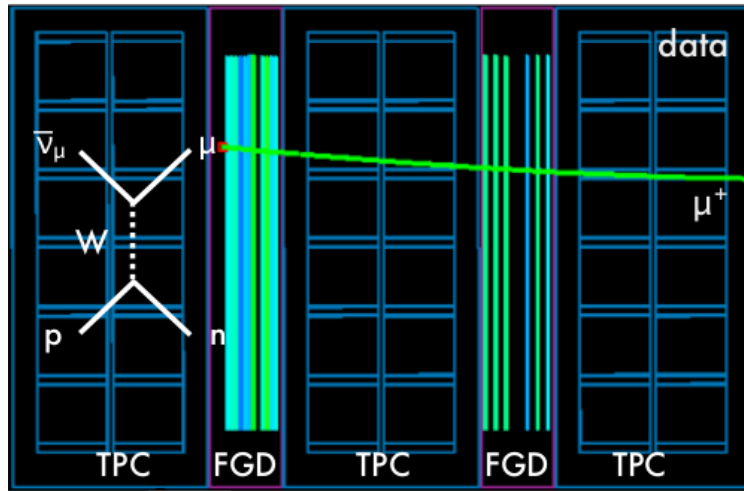 data
ν̅μ
μ
μ⁺
W
p
n
TPC FGD TPC FGD TPC